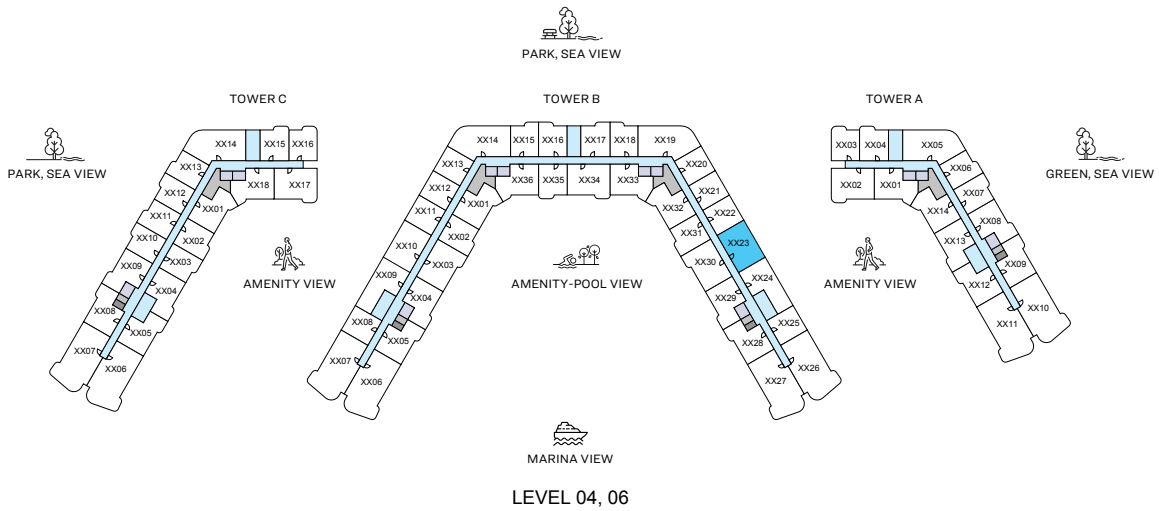 PARK, SEA VIEW
TOWER C
TOWER B
TOWER A
PARK, SEA VIEW
GREEN, SEA VIEW
XX14
XX15
XX16
XX13
XX12
XX11
XX10
XX09
XX08
XX07
XX06
XX05
XX04
XX03
XX02
XX01
XX18
XX17
AMENITY VIEW
XX14
XX15
XX16
XX17
XX18
XX19
XX13
XX12
XX11
XX10
XX09
XX08
XX07
XX06
XX05
XX04
XX03
XX02
XX01
XX36
XX35
XX34
XX33
XX32
XX31
XX30
XX29
XX28
XX27
XX26
XX25
XX24
XX23
XX22
XX21
XX20
AMENITY-POOL VIEW
AMENITY VIEW
XX03
XX04
XX05
XX02
XX01
XX06
XX07
XX08
XX09
XX10
XX11
XX12
XX13
XX14
MARINA VIEW
LEVEL 04, 06